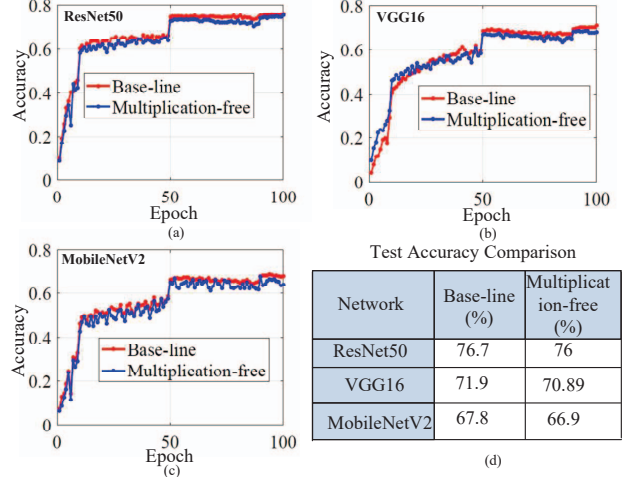 ResNet50
0.8
0.6
0.4
0.2
0
Accuracy
Base-line
Multiplication-free
0
50
100
Epoch
(a)
VGG16
0.8
0.6
0.4
0.2
0
Accuracy
Base-line
Multiplication-free
0
50
100
Epoch
(b)
MobileNetV2
0.8
0.6
0.4
0.2
0
Accuracy
Base-line
Multiplication-free
0
50
100
Epoch
(c)
Test Accuracy Comparison
Network
Base-line
(%)
Multiplicat
ion-free
(%)
ResNet50 76.7 76
VGG16 71.9 70.89
MobileNetV2 67.8 66.9
(d)